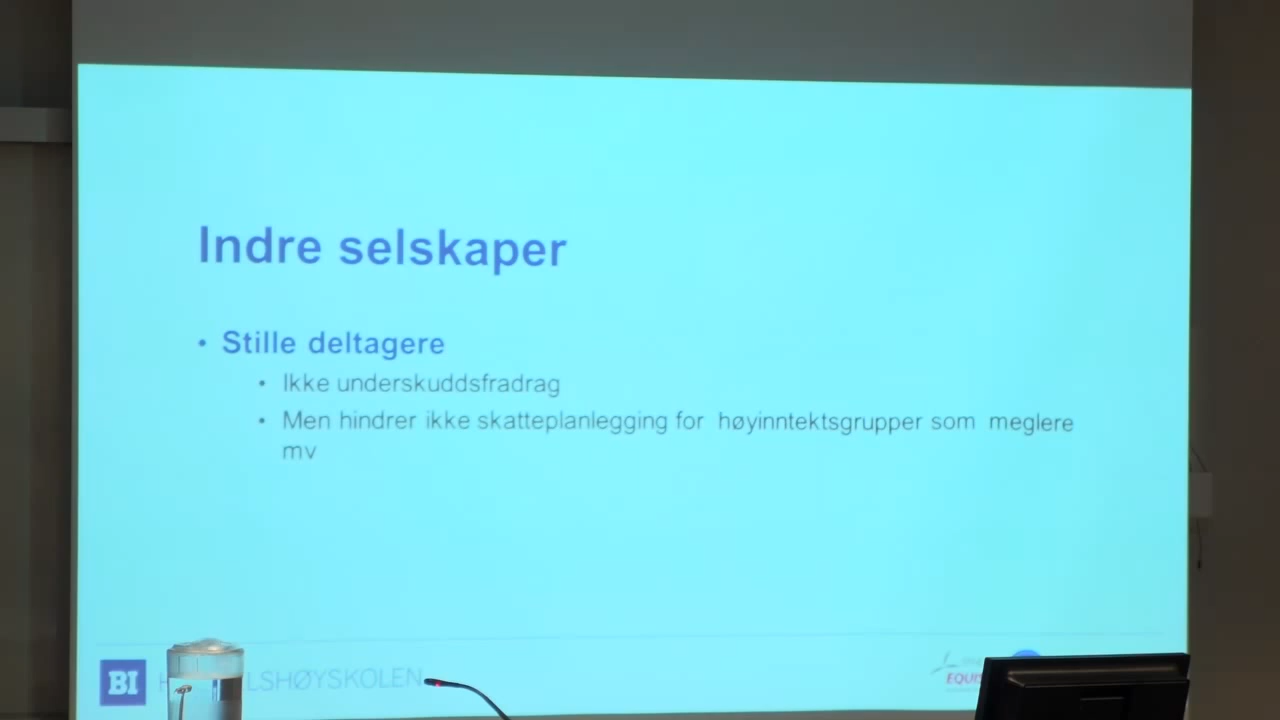 Indre selskaper
• Stille deltagere
• Ikke underskuddsfradrag
• Men hindrer ikke skatteplanlegging for høyinntektsgrupper som meglere
mv
BI